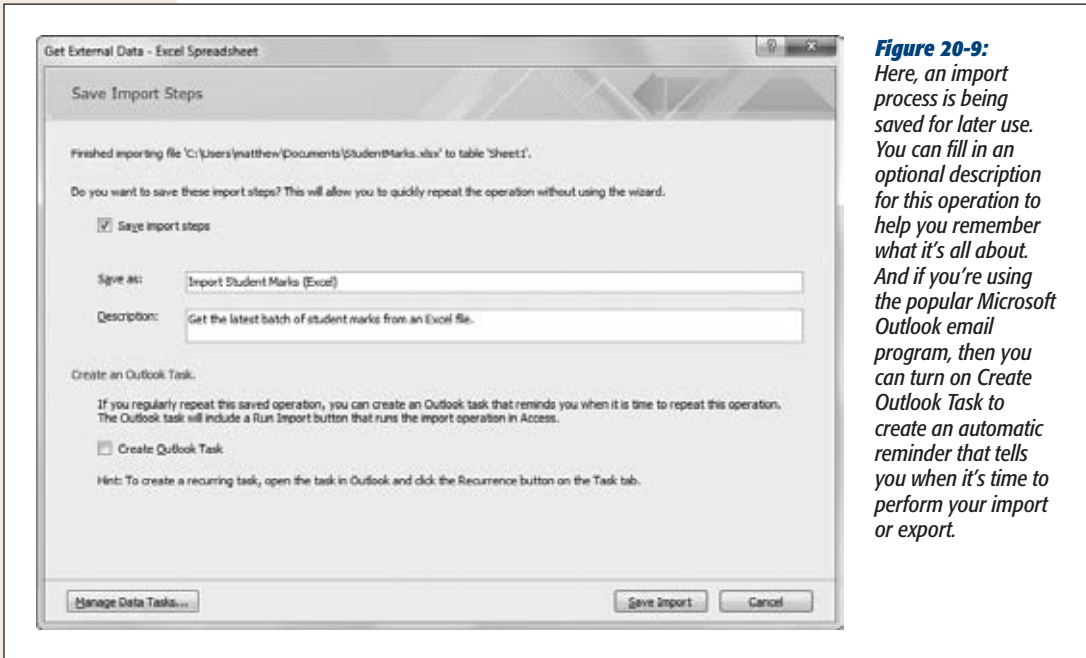 Get External Data - Excel Spreadsheet
Save Import Steps
Finished importing file 'C:\Users\matthew\Documents\StudentMarks.xlsx' to table 'Sheet1'.
Do you want to save these import steps? This will allow you to quickly repeat the operation without using the wizard.
Save import steps
Save as:
Import Student Marks (Excel)
Description:
Get the latest batch of student marks from an Excel file.
Create an Outlook Task.
If you regularly repeat this saved operation, you can create an Outlook task that reminds you when it is time to repeat this operation.
The Outlook task will include a Run Import button that runs the import operation in Access.
Create Outlook Task
Hint: To create a recurring task, open the task in Outlook and click the Recurrence button on the Task tab.
Manage Data Tasks...
Save Import
Cancel
Figure 20-9:
Here, an import
process is being
saved for later use.
You can fill in an
optional description
for this operation to
help you remember
what it's all about.
And if you're using
the popular Microsoft
Outlook email
program, then you
can turn on Create
Outlook Task to
create an automatic
reminder that tells
you when it's time to
perform your import
or export.